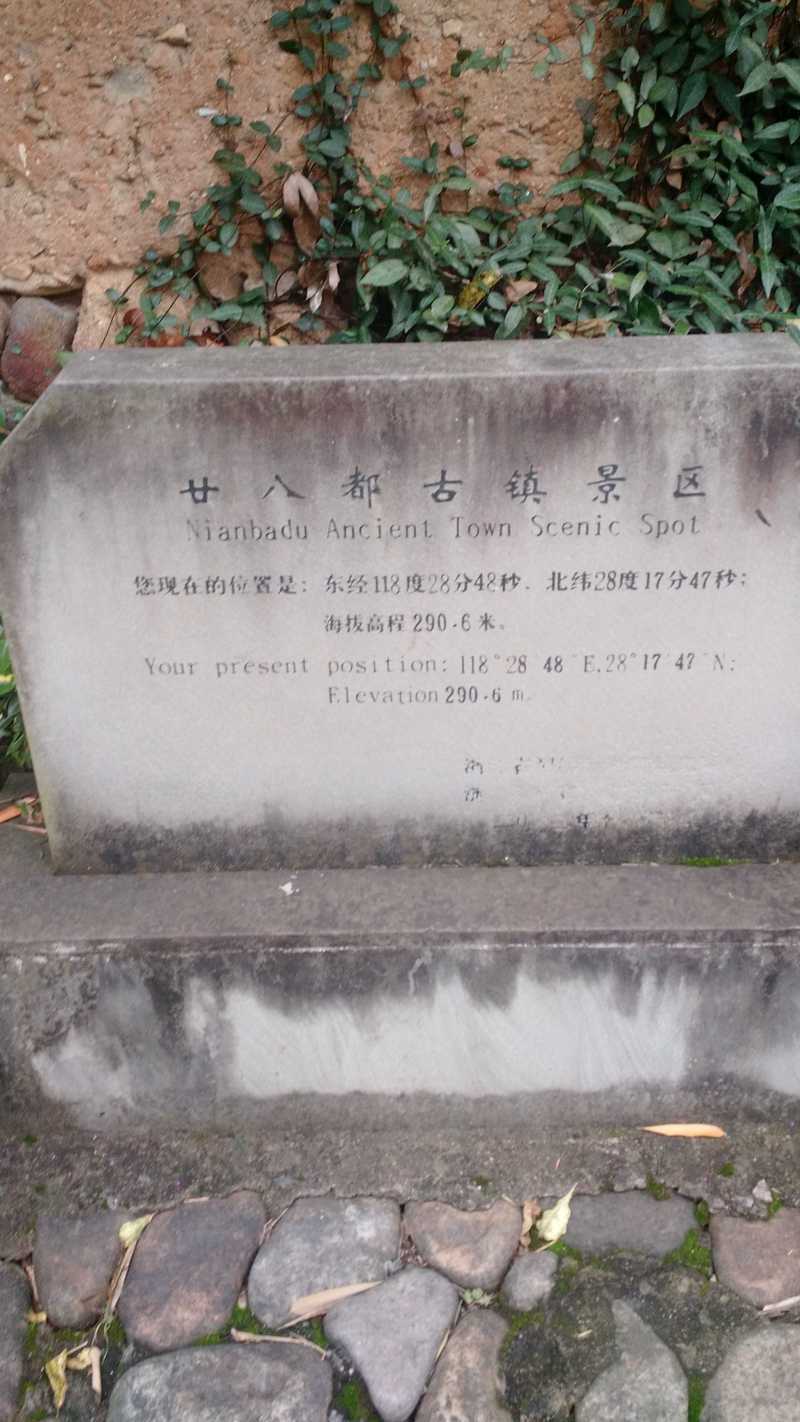 廿八都古镇景区
Nianbadu Ancient Town Scenic Spot
您现在的位置是：东经118度28分48秒．北纬28度17分47秒；
海拔高程290.6米。
Your present position: 118°28 48″E,28°17′47″N;
Elevation 290.6 m.